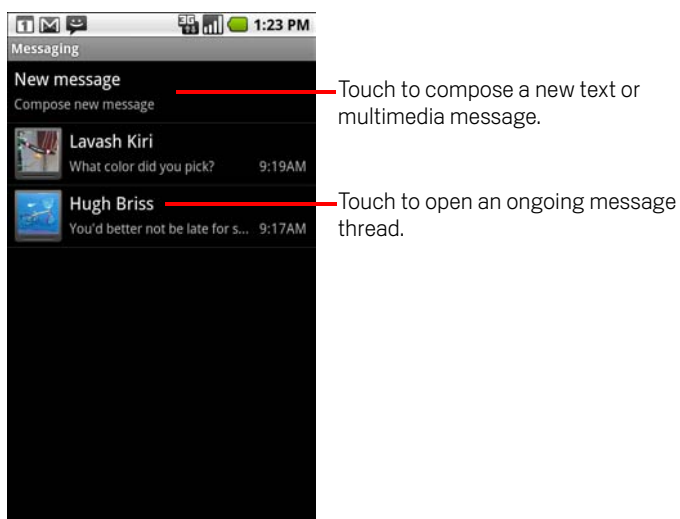 1 3G 1:23 PM
Messaging
New message
Compose new message
Touch to compose a new text or
multimedia message.
Lavash Kiri
What color did you pick? 9:19AM
Hugh Briss
You'd better not be late for s... 9:17AM
Touch to open an ongoing message
thread.